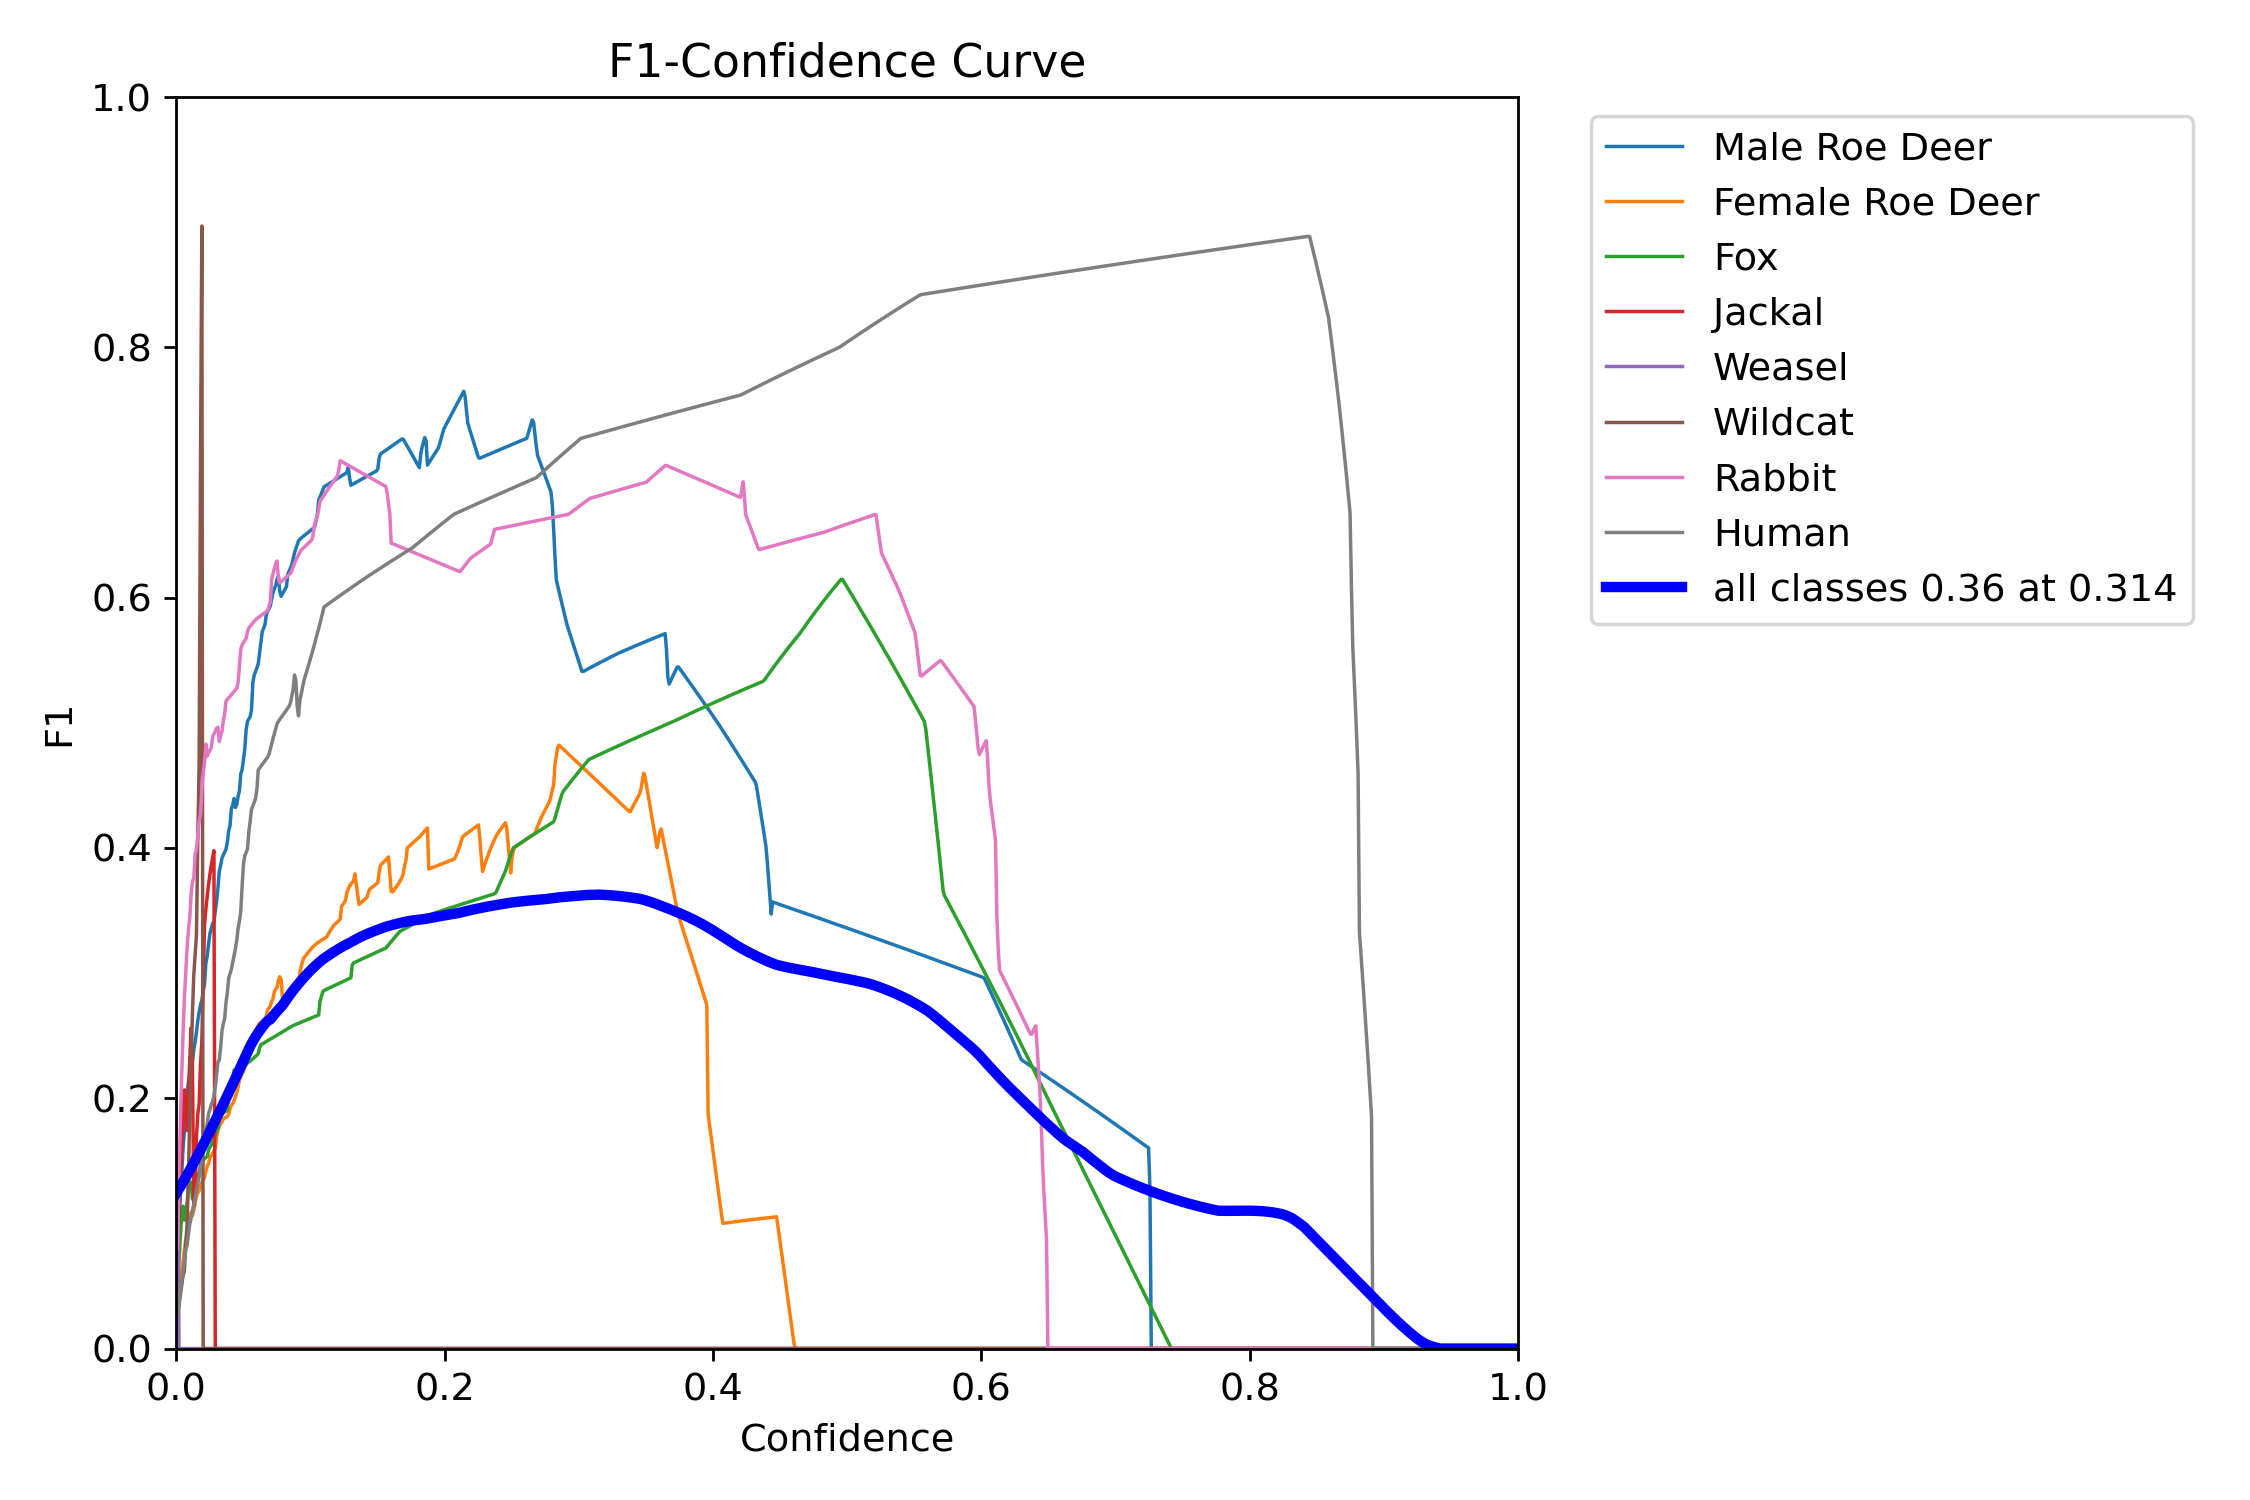 F1-Confidence Curve
1.0
0.8
0.6
0.4
0.2
0.0
F1
0.0 0.2 0.4 0.6 0.8 1.0
Confidence
Male Roe Deer
Female Roe Deer
Fox
Jackal
Weasel
Wildcat
Rabbit
Human
all classes 0.36 at 0.314